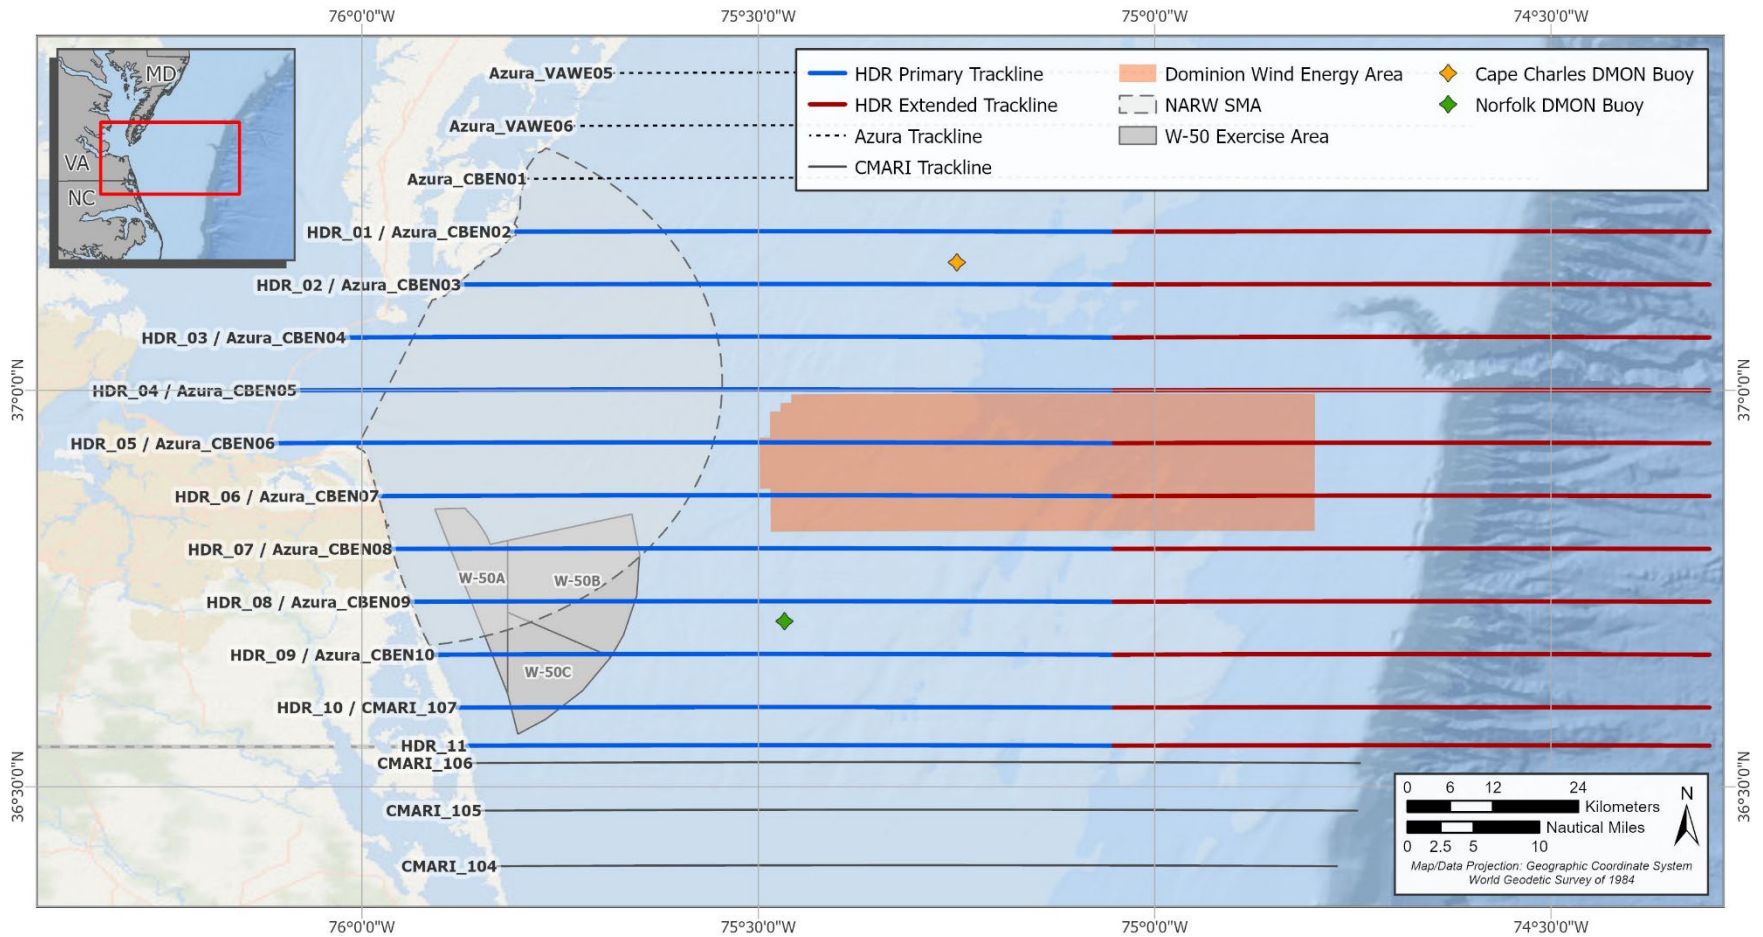 76°0'0"W
75°30'0"W
75°0'0"W
74°30'0"W
MD
VA
NC
HDR Primary Trackline
HDR Extended Trackline
Azura Trackline
CMARI Trackline
Dominion Wind Energy Area
NARW SMA
W-50 Exercise Area
Cape Charles DMON Buoy
Norfolk DMON Buoy
Azura_VAWE05
Azura_VAWE06
Azura_CBEN01
HDR_01 / Azura_CBEN02
HDR_02 / Azura_CBEN03
HDR_03 / Azura_CBEN04
HDR_04 / Azura_CBEN05
HDR_05 / Azura_CBEN06
HDR_06 / Azura_CBEN07
HDR_07 / Azura_CBEN08
HDR_08 / Azura_CBEN09
HDR_09 / Azura_CBEN10
HDR_10 / CMARI_107
HDR_11
CMARI_106
CMARI_105
CMARI_104
W-50A
W-50B
W-50C
37°0'0"N
36°30'0"N
37°0'0"N
36°30'0"N
0 6 12 24
Kilometers
Nautical Miles
0 2.5 5 10
N
Map/Data Projection: Geographic Coordinate System
World Geodetic Survey of 1984
76°0'0"W
75°30'0"W
75°0'0"W
74°30'0"W